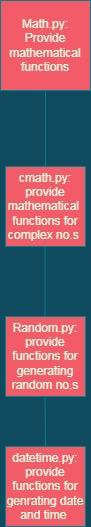 Math.py:
Provide
mathematical
functions
cmath.py:
provide
mathematical
functions for
complex no.s
Random.py:
provide
functions for
generating
random no.s
datetime.py:
provide
functions for
genrating date
and time